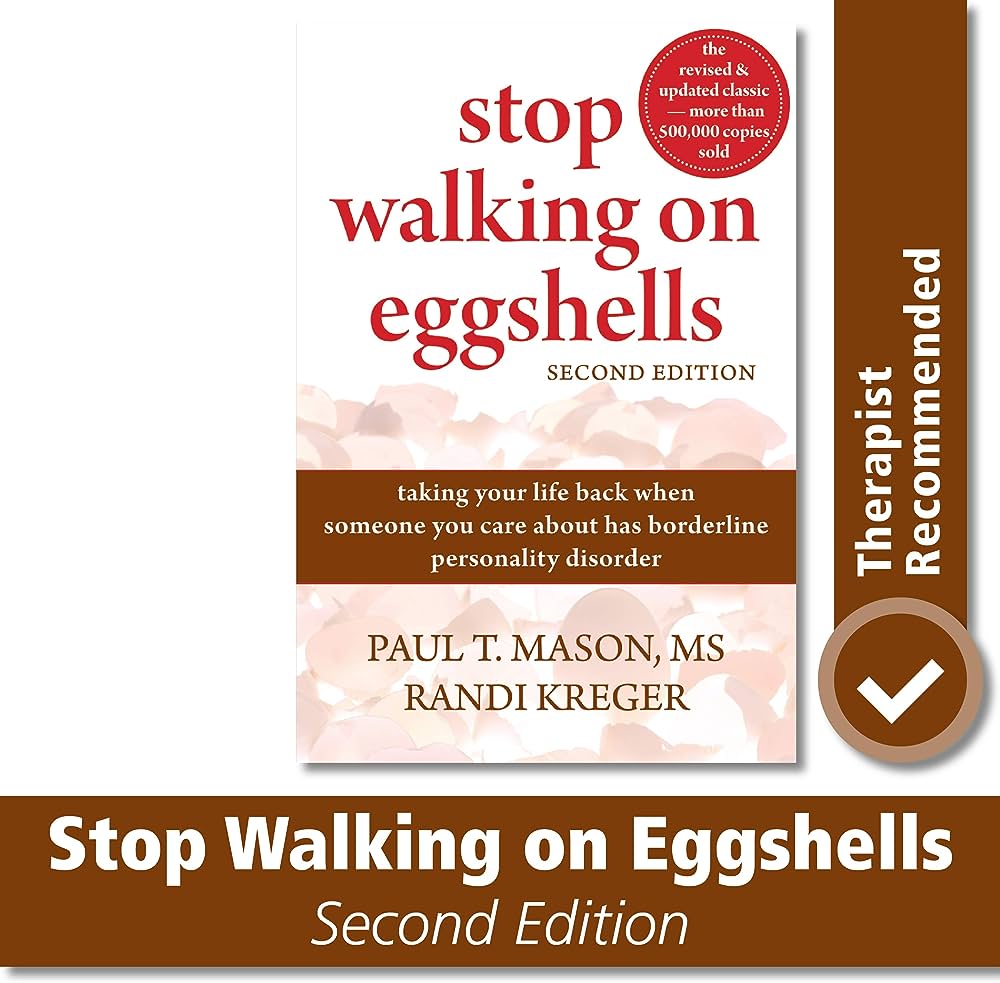 the
revised &
updated classic
— more than
500,000 copies
sold
stop
walking on
eggshells
SECOND EDITION
taking your life back when
someone you care about has borderline
personality disorder
PAUL T. MASON, MS
RANDI KREGER
Therapist
Recommended
Stop Walking on Eggshells
Second Edition